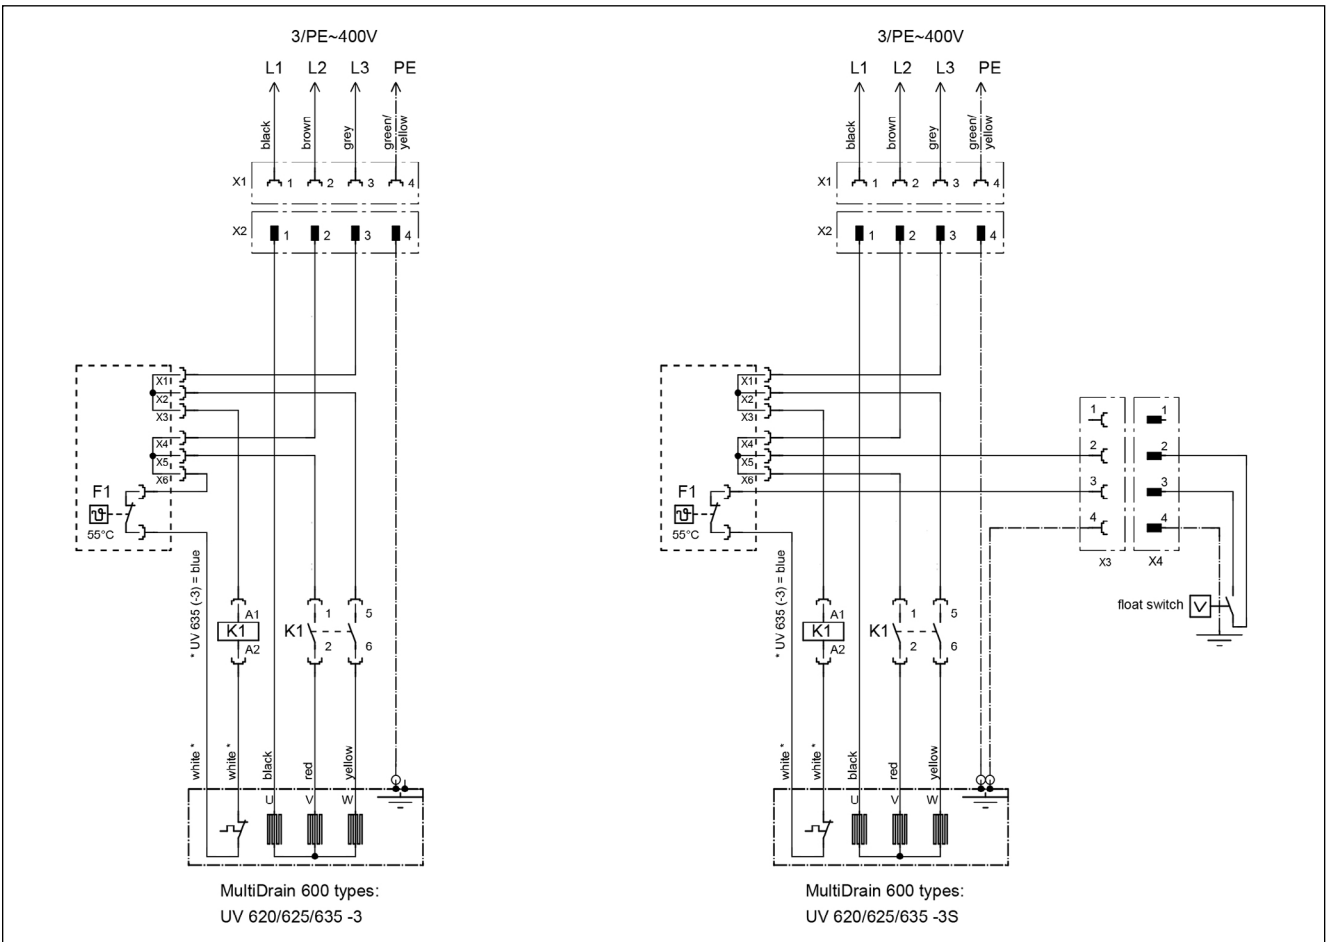 3/PE~400V
L1 L2 L3 PE
black
brown
grey
green/
yellow
X1 1 2 3 4
X2 1 2 3 4
X1
X2
X3
X4
X5
X6
F1
55°C
* UV 635 (-3) = blue
A1
K1
A2
K1
1
2
5
6
white *
white *
black
red
yellow
U V W
MultiDrain 600 types:
UV 620/625/635 -3
3/PE~400V
L1 L2 L3 PE
black
brown
grey
green/
yellow
X1 1 2 3 4
X2 1 2 3 4
X1
X2
X3
X4
X5
X6
F1
55°C
* UV 635 (-3) = blue
A1
K1
A2
K1
1
2
5
6
1 1
2 2
3 3
4 4
X3 X4
float switch
white *
white *
black
red
yellow
U V W
MultiDrain 600 types:
UV 620/625/635 -3S